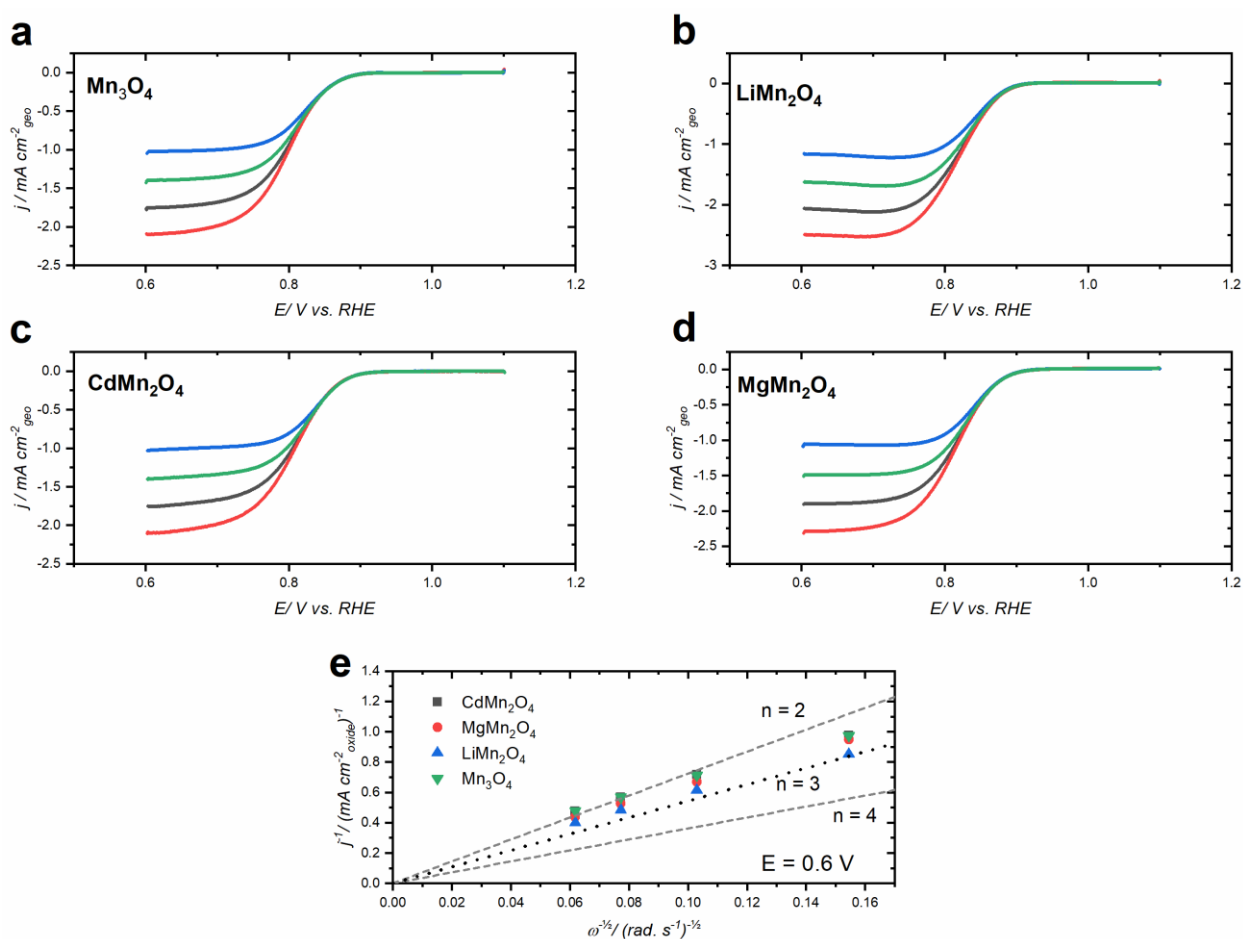 a
Mn₃O₄
0.0
-0.5
-1.0
-1.5
-2.0
-2.5
j / mA cm⁻²geo
0.6
0.8
1.0
1.2
E/ V vs. RHE
b
LiMn₂O₄
0
-1
-2
-3
j / mA cm⁻²geo
0.6
0.8
1.0
1.2
E/ V vs. RHE
c
CdMn₂O₄
0.0
-0.5
-1.0
-1.5
-2.0
-2.5
j / mA cm⁻²geo
0.6
0.8
1.0
1.2
E/ V vs. RHE
d
MgMn₂O₄
0.0
-0.5
-1.0
-1.5
-2.0
-2.5
j / mA cm⁻²geo
0.6
0.8
1.0
1.2
E/ V vs. RHE
e
1.4
1.2
1.0
0.8
0.6
0.4
0.2
0.0
j⁻¹/ (mA cm⁻²oxide)⁻¹
CdMn₂O₄
MgMn₂O₄
LiMn₂O₄
Mn₃O₄
n = 2
n = 3
n = 4
E = 0.6 V
0.00
0.02
0.04
0.06
0.08
0.10
0.12
0.14
0.16
ω⁻½/ (rad. s⁻¹)⁻½